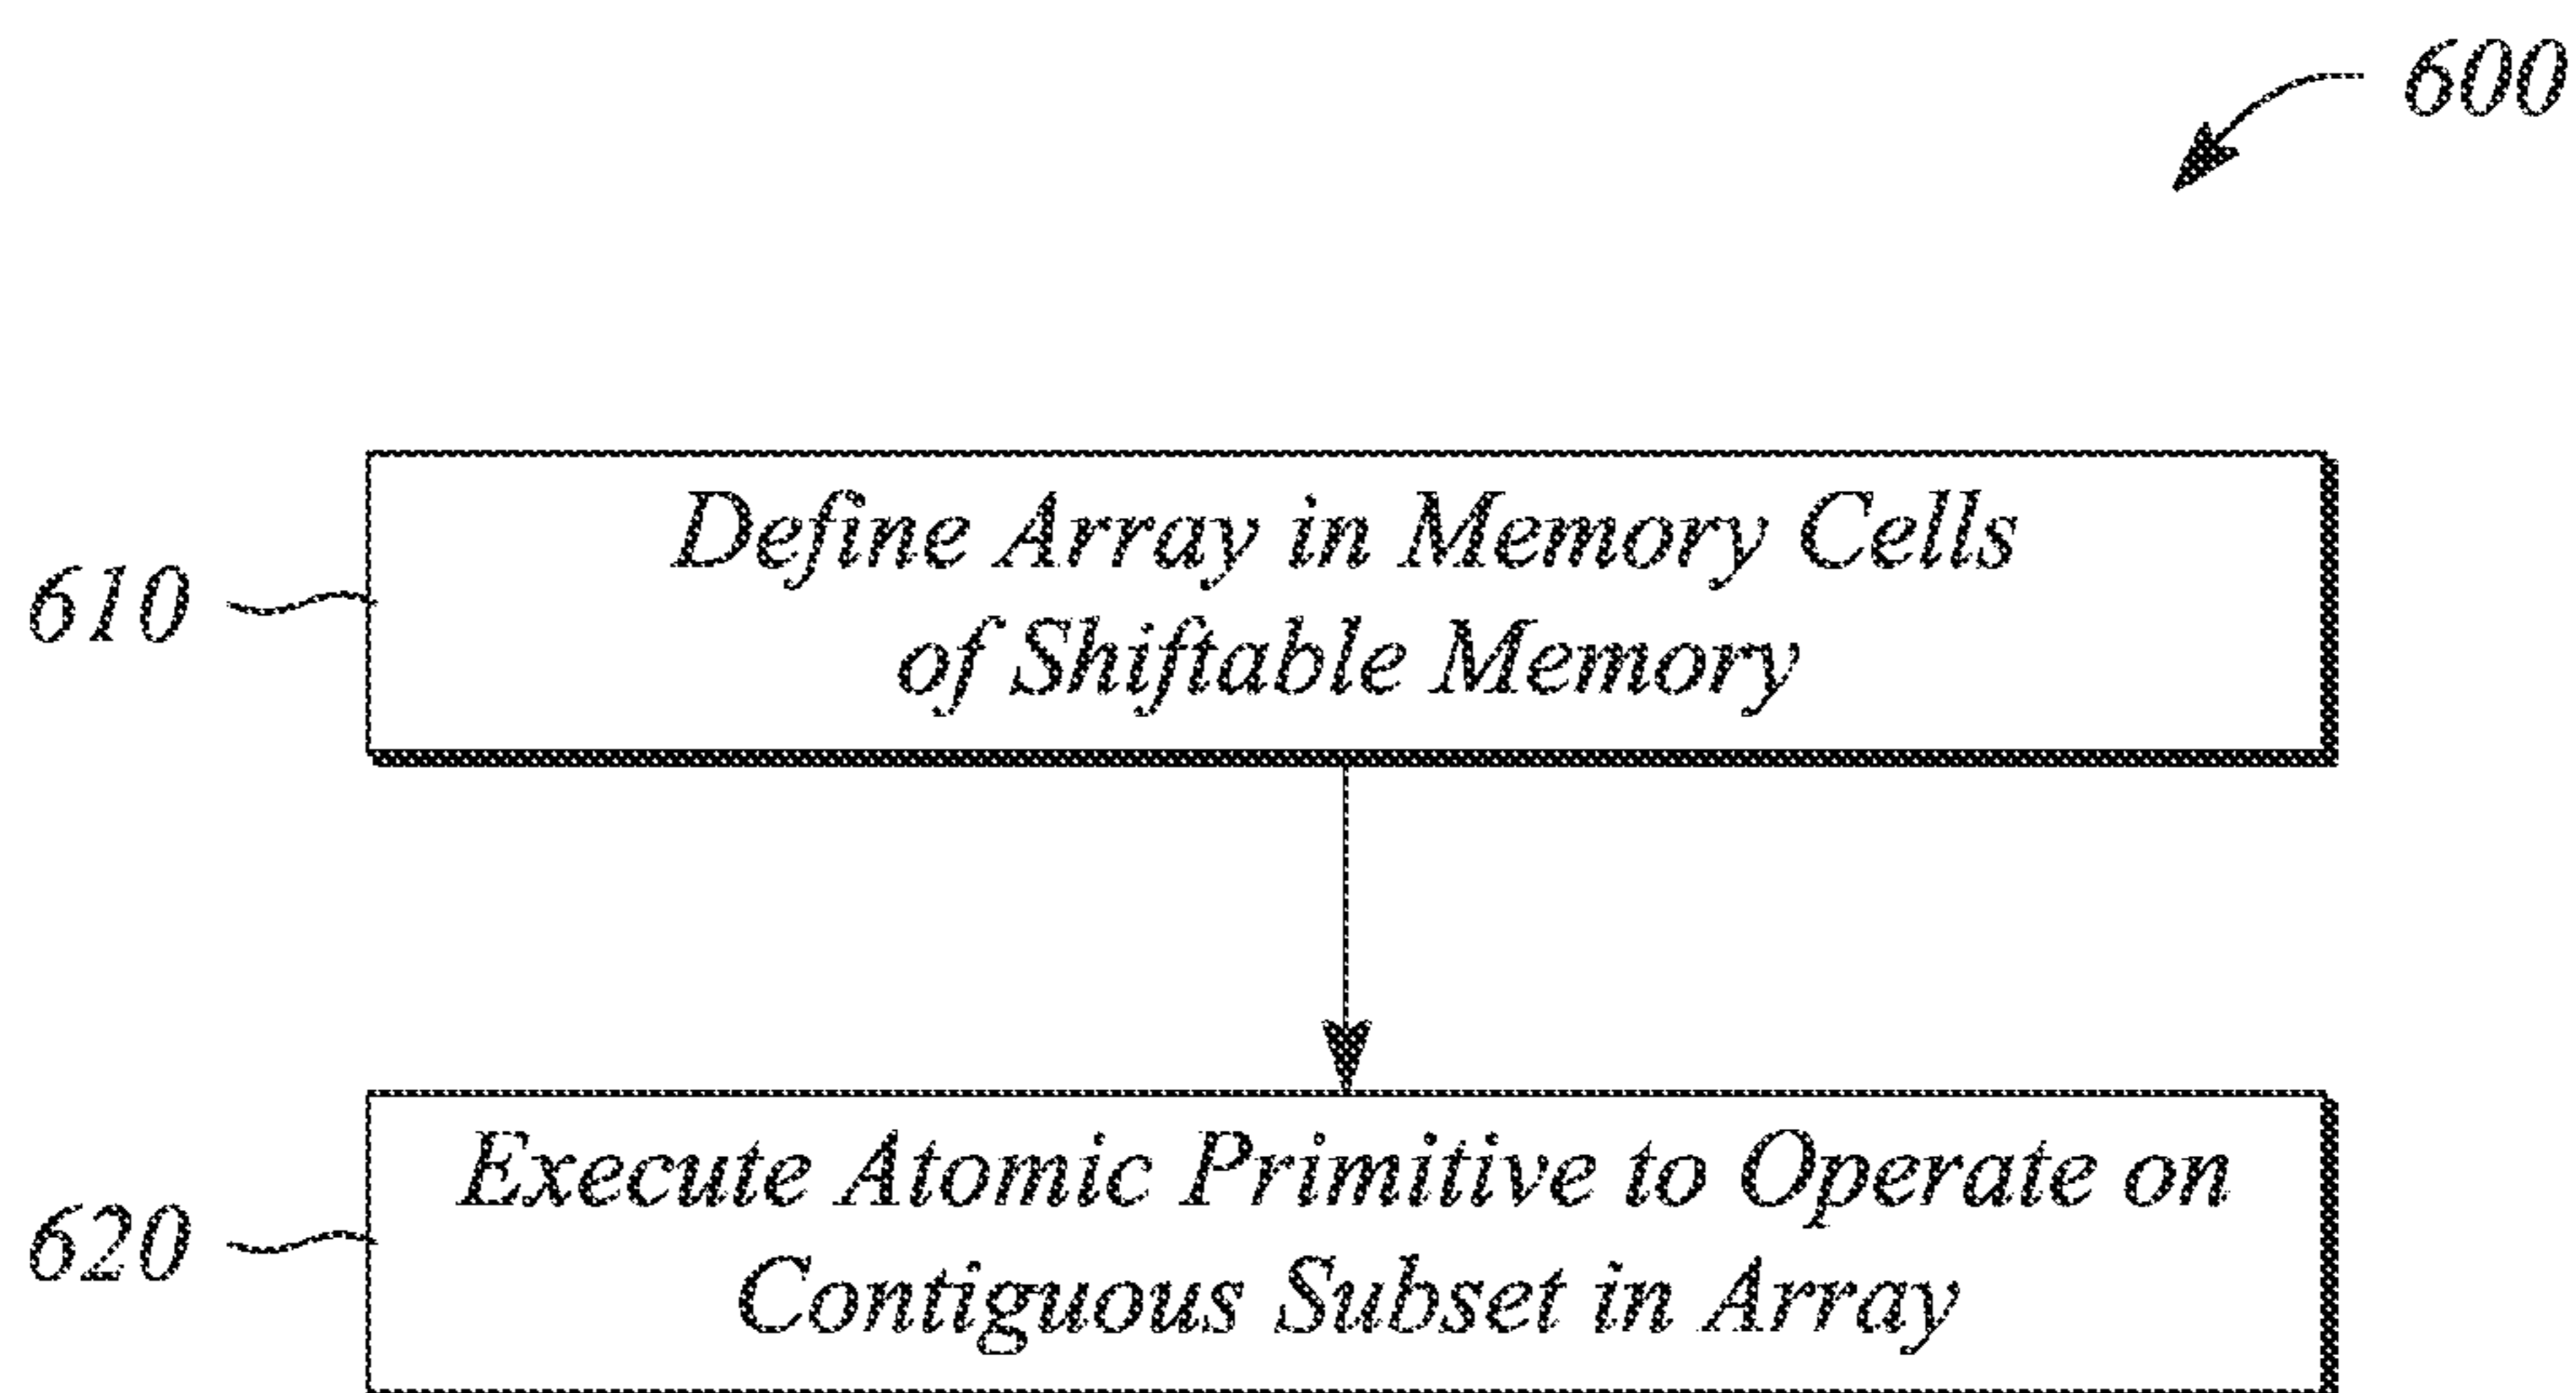 600
610
Define Array in Memory Cells
of Shiftable Memory
620
Execute Atomic Primitive to Operate on
Contiguous Subset in Array